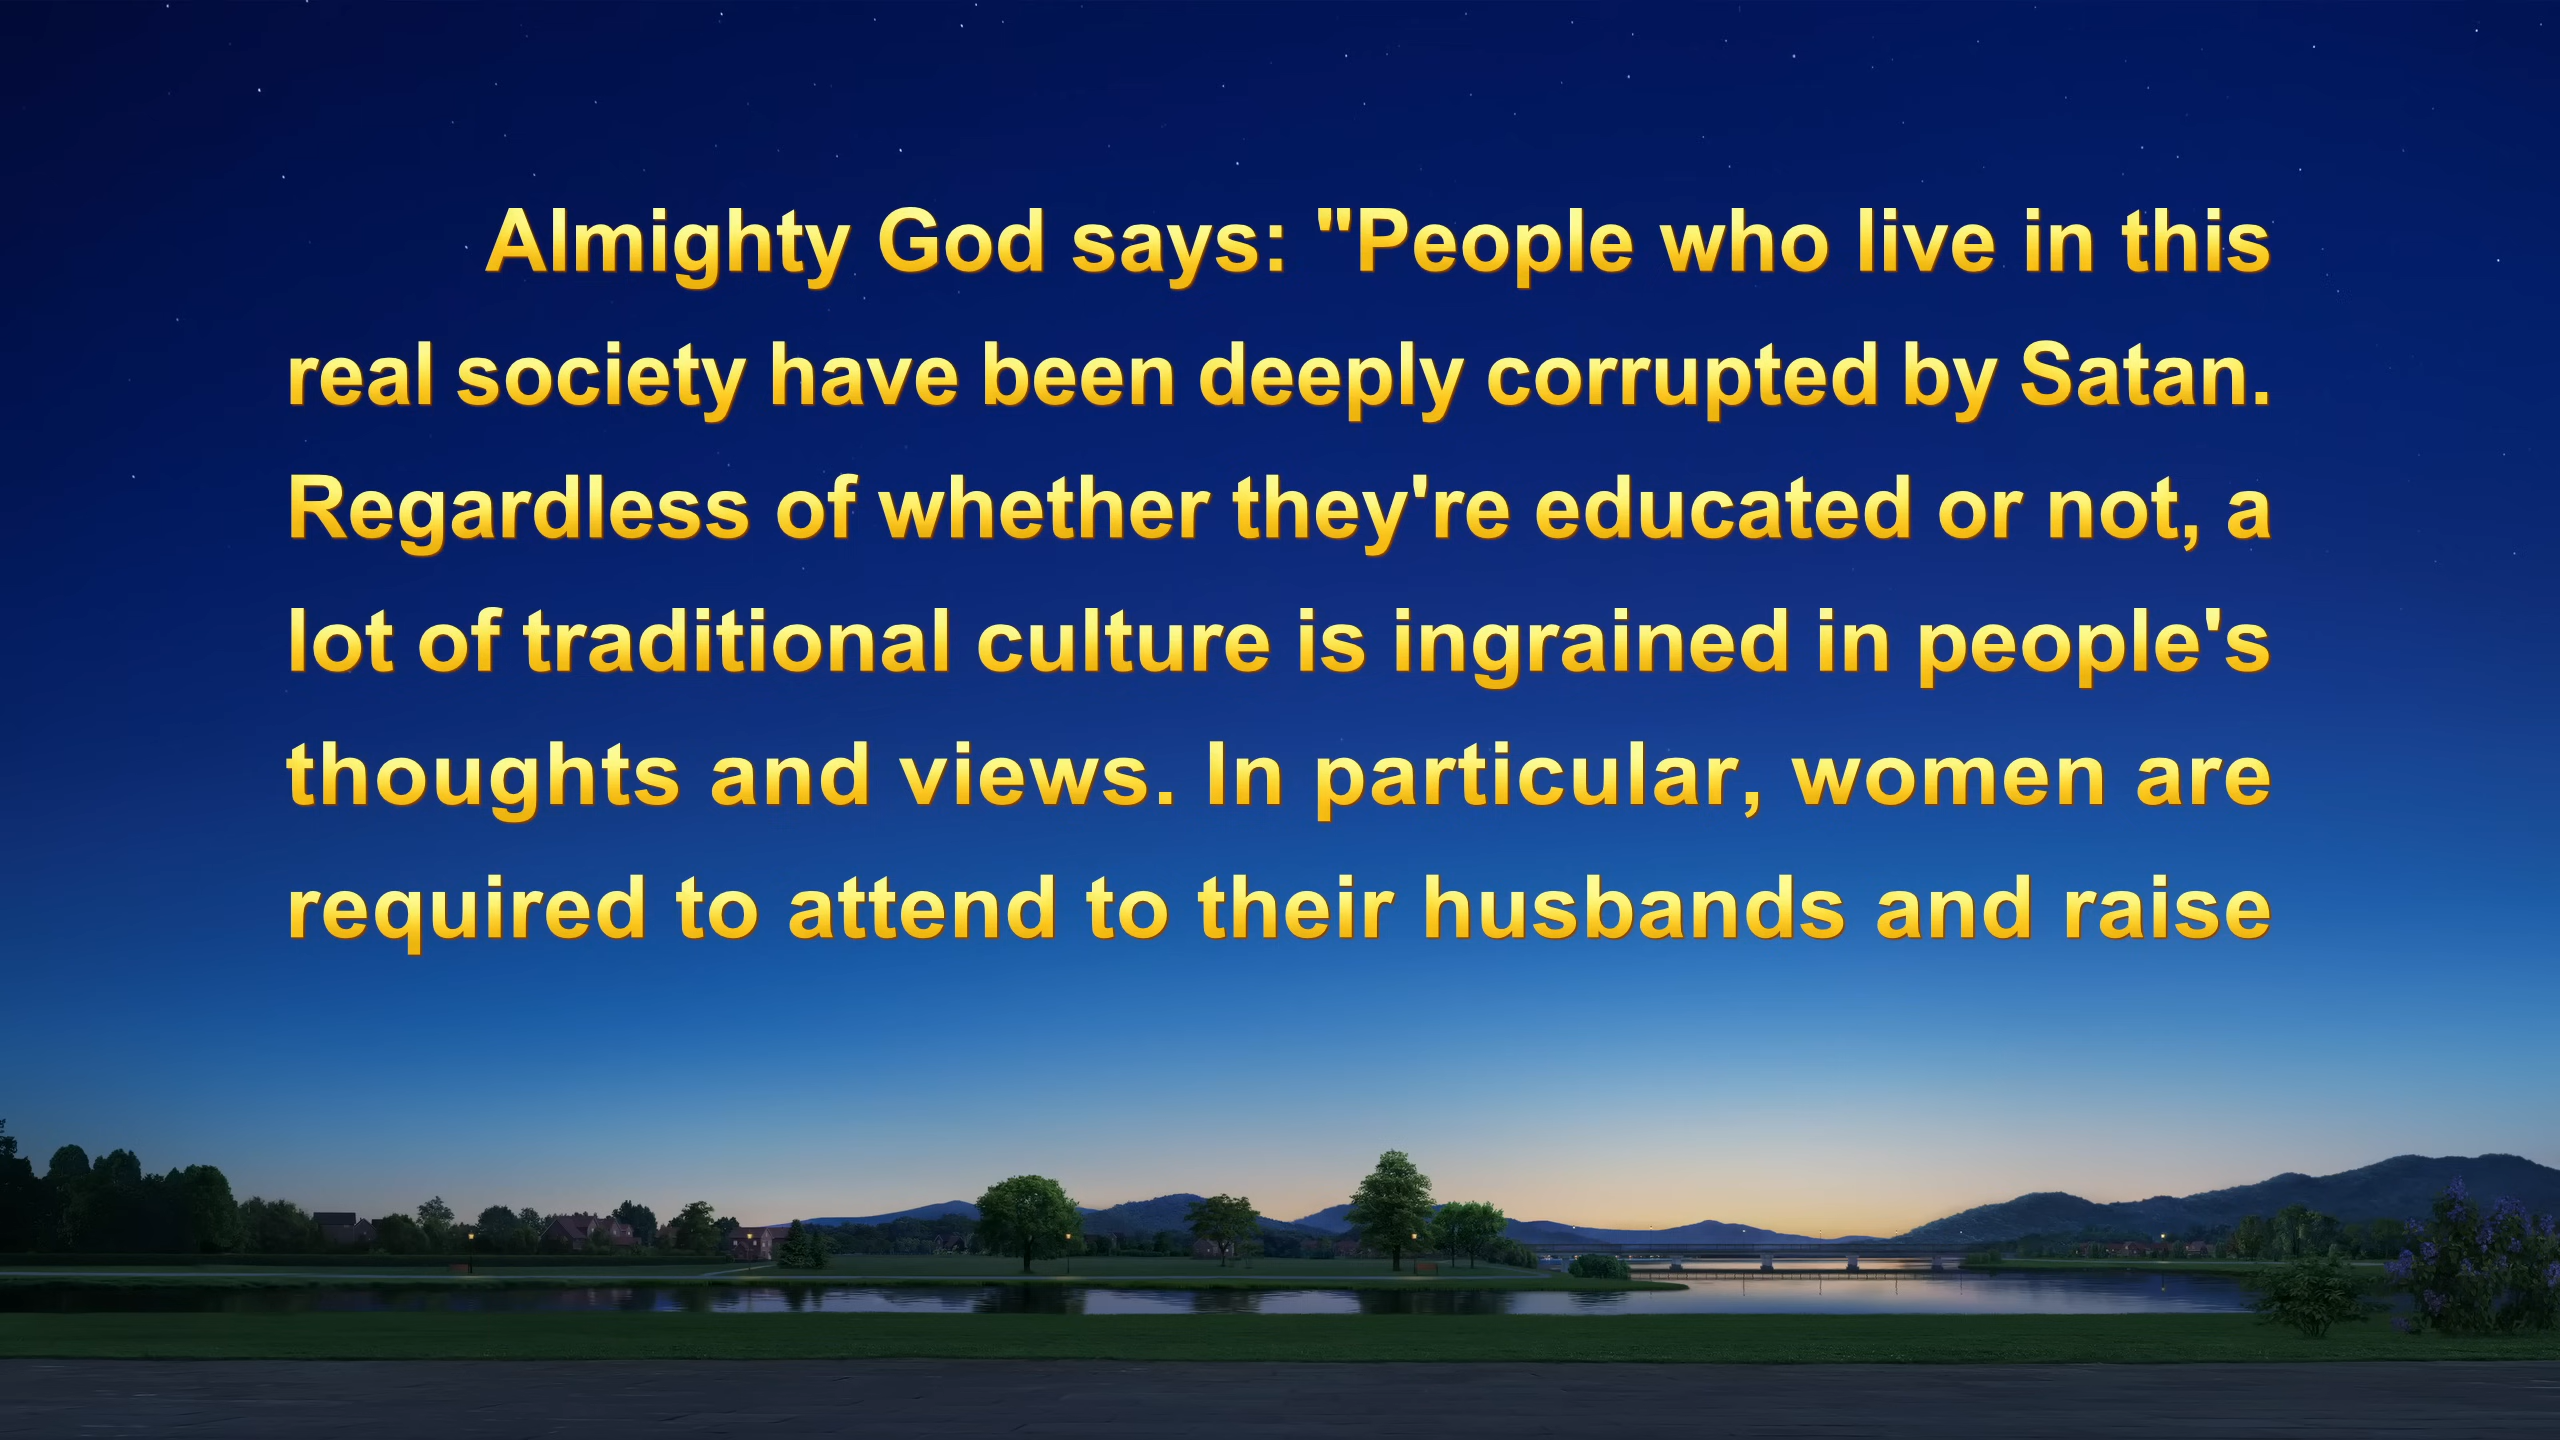 Almighty God says: "People who live in this
real society have been deeply corrupted by Satan.
Regardless of whether they're educated or not, a
lot of traditional culture is ingrained in people's
thoughts and views. In particular, women are
required to attend to their husbands and raise